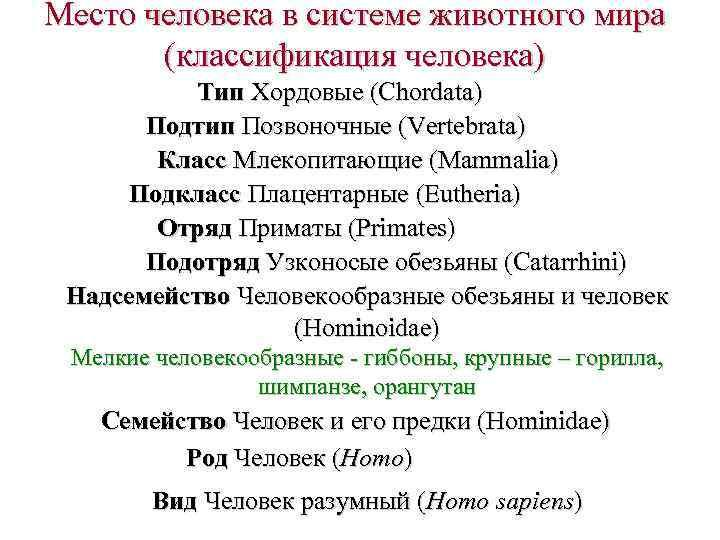 Место человека в системе животного мира
(классификация человека)
Тип Хордовые (Chordata)
Подтип Позвоночные (Vertebrata)
Класс Млекопитающие (Mammalia)
Подкласс Плацентарные (Eutheria)
Отряд Приматы (Primates)
Подотряд Узконосые обезьяны (Catarrhini)
Надсемейство Человекообразные обезьяны и человек
(Hominoidae)
Мелкие человекообразные - гиббоны, крупные – горилла,
шимпанзе, орангутан
Семейство Человек и его предки (Hominidae)
Род Человек (Homo)
Вид Человек разумный (Homo sapiens)